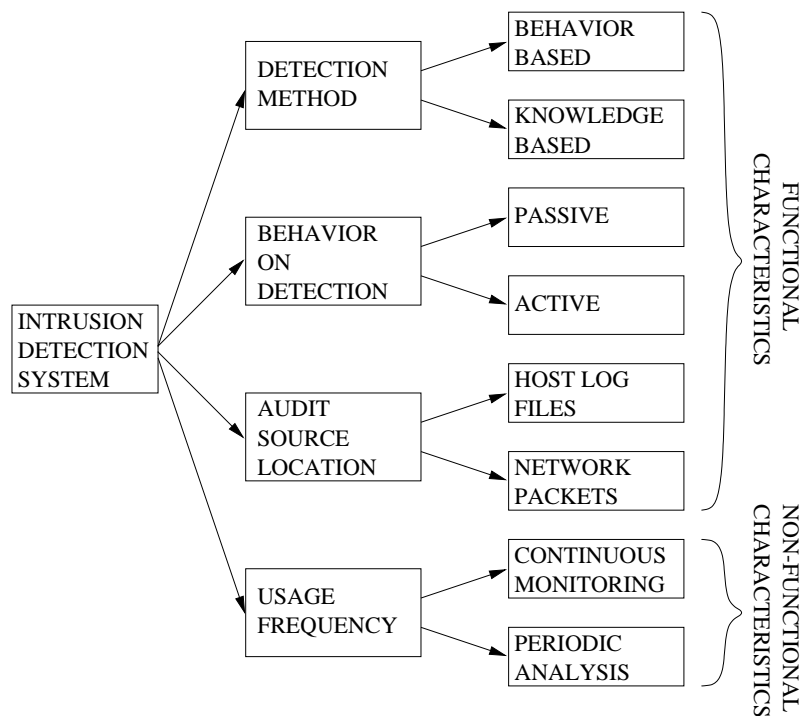 INTRUSION
DETECTION
SYSTEM
DETECTION
METHOD
BEHAVIOR
ON
DETECTION
AUDIT
SOURCE
LOCATION
USAGE
FREQUENCY
BEHAVIOR
BASED
KNOWLEDGE
BASED
PASSIVE
ACTIVE
HOST LOG
FILES
NETWORK
PACKETS
CONTINUOUS
MONITORING
PERIODIC
ANALYSIS
FUNCTIONAL
CHARACTERISTICS
NON-FUNCTIONAL
CHARACTERISTICS